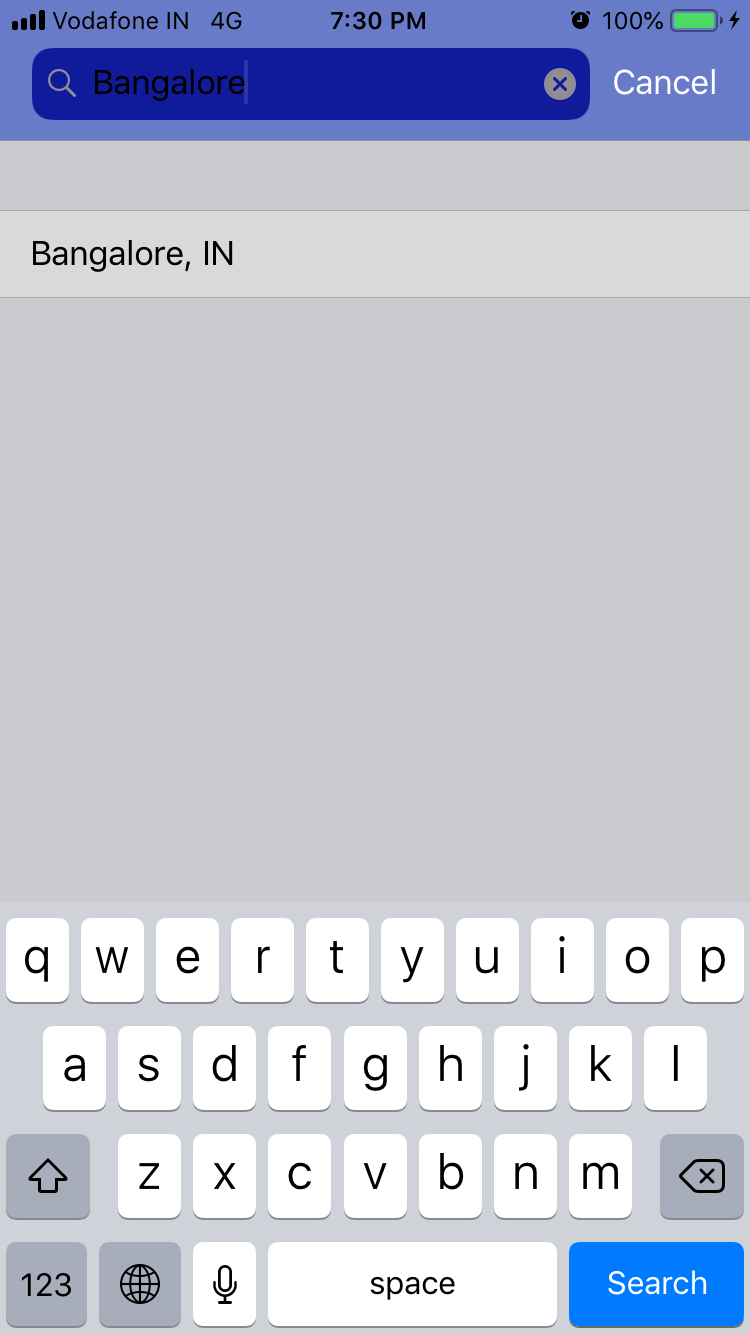 Vodafone IN 4G 7:30 PM 100%
Bangalore Cancel
Bangalore, IN
q w e r t y u i o p
a s d f g h j k l
z x c v b n m
123 space Search